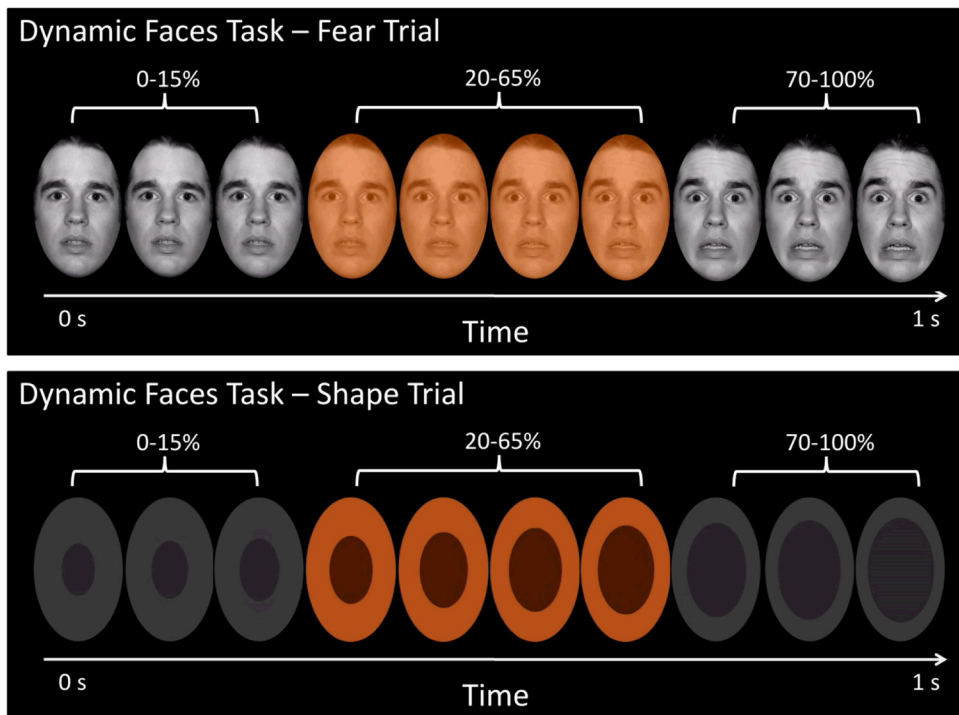 Dynamic Faces Task – Fear Trial
0-15%
20-65%
70-100%
0 s
Time
1 s
Dynamic Faces Task – Shape Trial
0-15%
20-65%
70-100%
0 s
Time
1 s